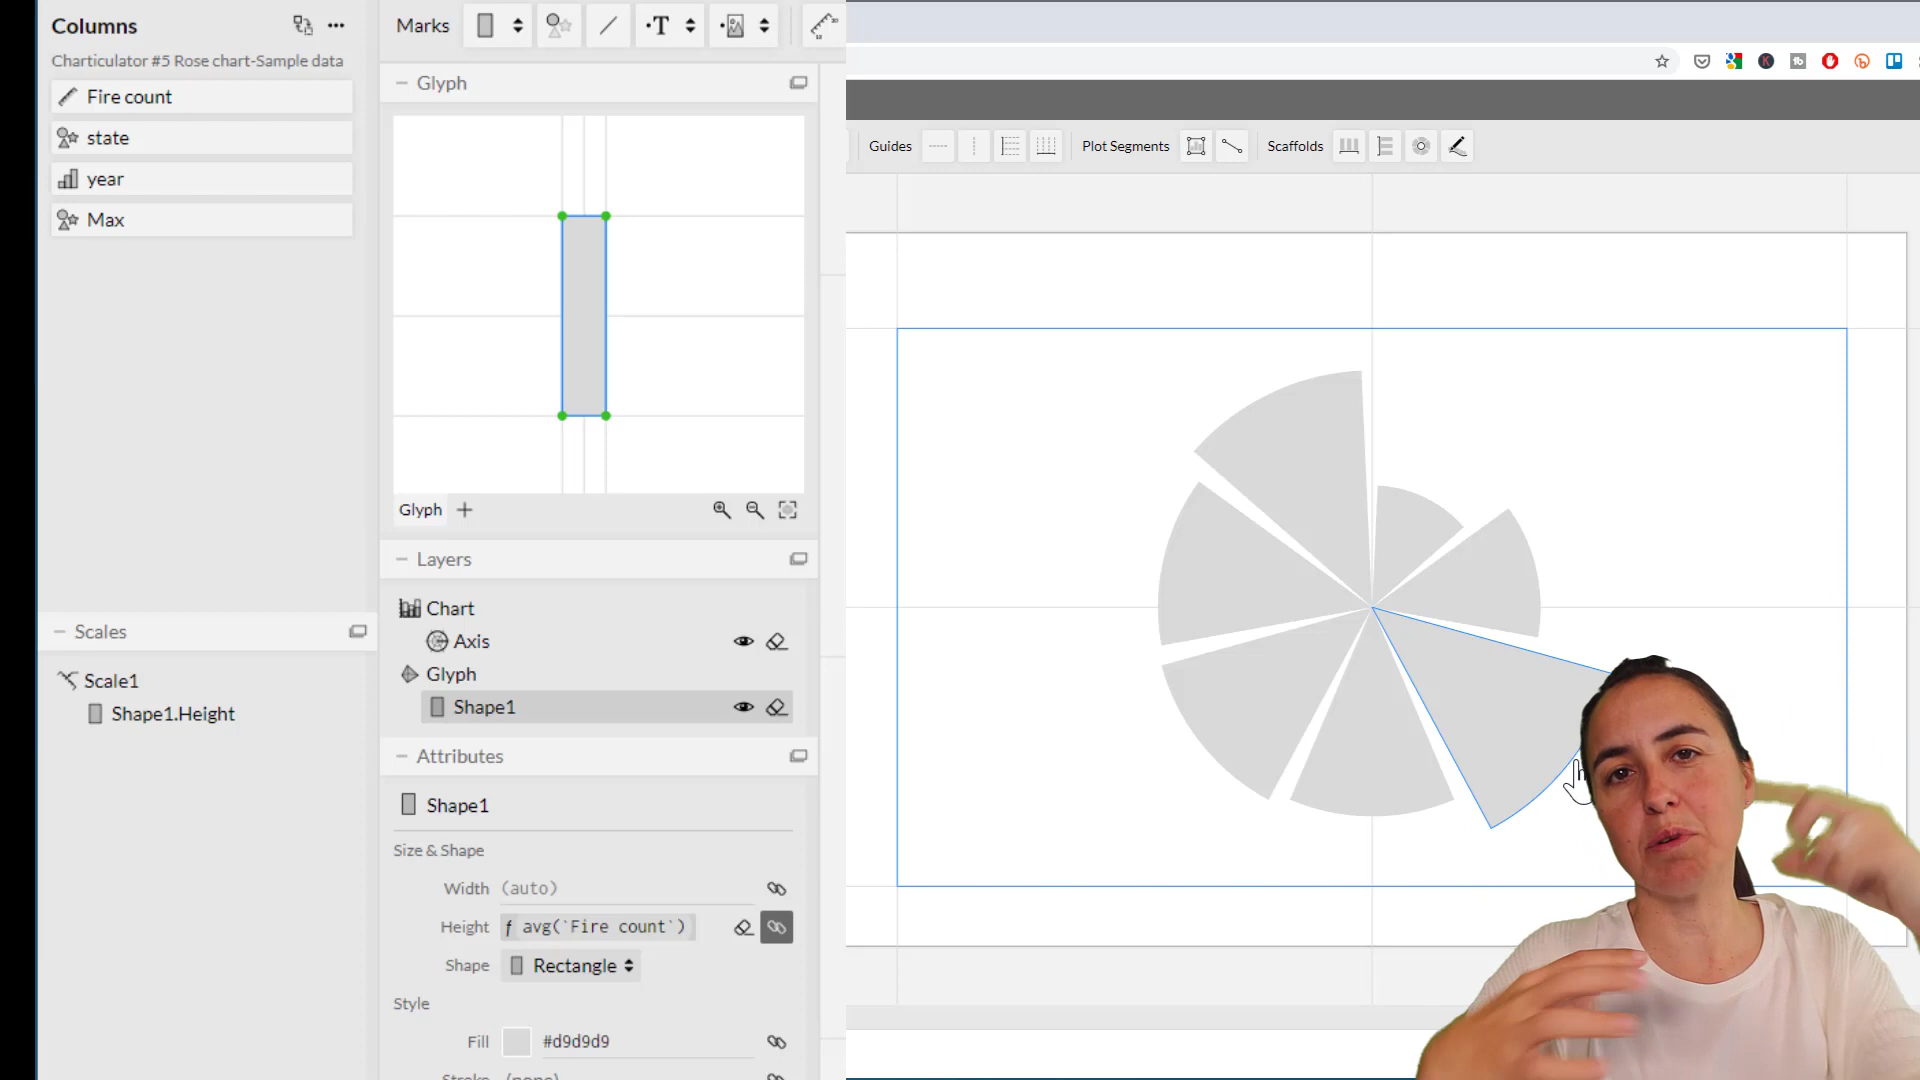 Columns
Charticulator #5 Rose chart-Sample data
Fire count
state
year
Max
Scales
Scale1
Shape1.Height
Marks
T
Glyph
Glyph
Layers
Chart
Axis
Glyph
Shape1
Attributes
Shape1
Size & Shape
Width (auto)
Height f avg(`Fire count`)
Shape Rectangle
Style
Fill #d9d9d9
Stroke (none)
Guides
Plot Segments
Scaffolds